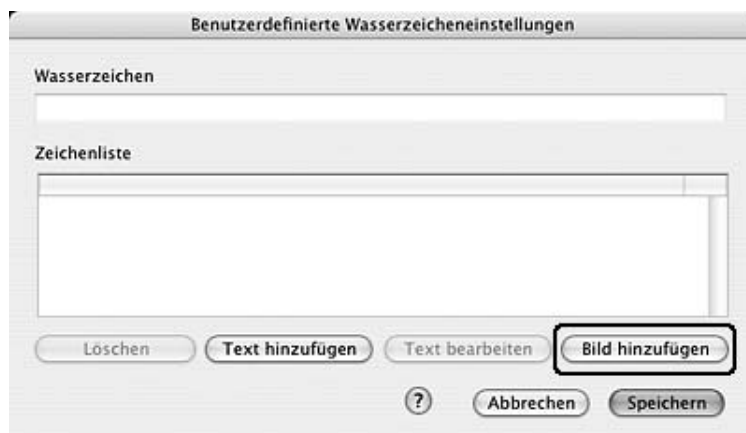 Benutzerdefinierte Wasserzeicheneinstellungen
Wasserzeichen
Zeichenliste
Löschen Text hinzufügen Text bearbeiten Bild hinzufügen
? Abbrechen Speichern